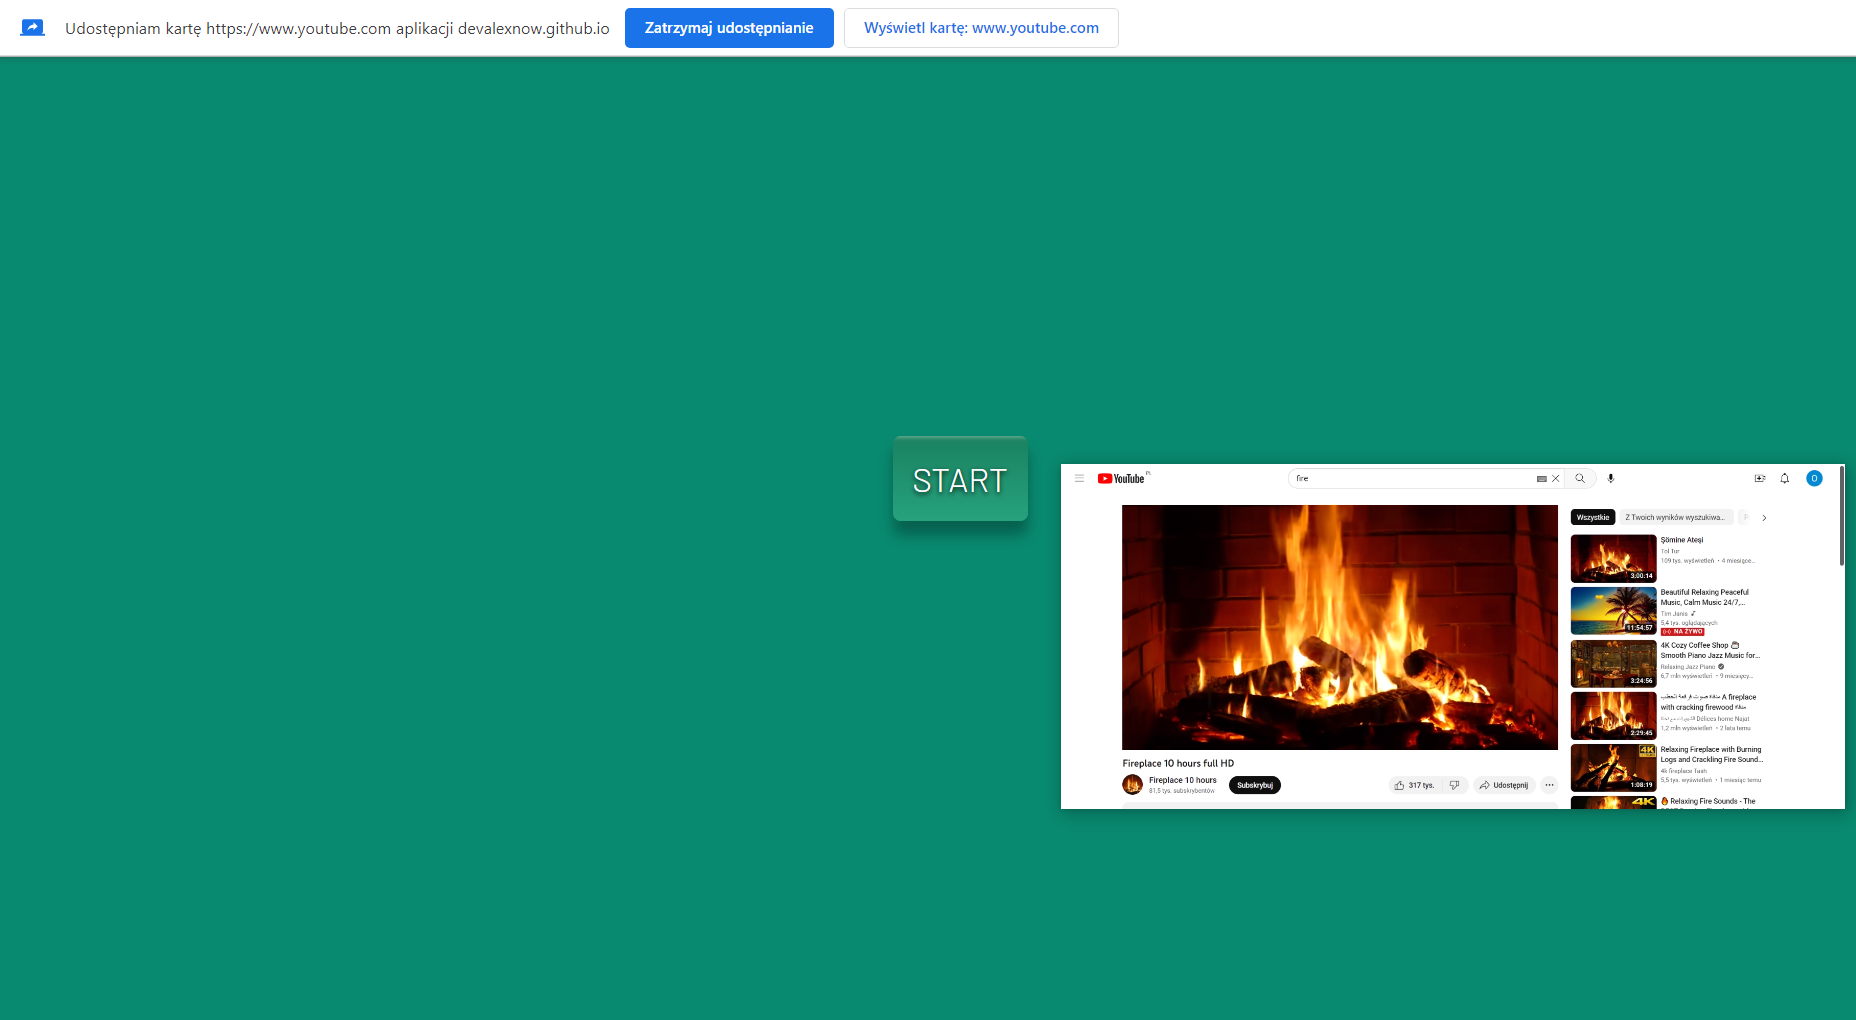 Udostępniam kartę https://www.youtube.com aplikacji devalexnow.github.io
Zatrzymaj udostępnianie
Wyświetl kartę: www.youtube.com
START
YouTube PL
fire
O
Wszystkie
Z Twoich wyników wyszukiwa...
Şömine Ateşi
Tol Tur
109 tys. wyświetleń • 4 miesiące...
3:00:14
Beautiful Relaxing Peaceful
Music, Calm Music 24/7,...
Tim Janis
5,4 tys. oglądających
NA ŻYWO
11:54:57
4K Cozy Coffee Shop
Smooth Piano Jazz Music for...
Relaxing Jazz Piano
6,7 mln wyświetleń • 9 miesięcy...
3:24:56
A fireplace
with cracking firewood
Délices home Najat
1,2 mln wyświetleń • 2 lata temu
2:29:45
Relaxing Fireplace with Burning
Logs and Crackling Fire Sound...
4k fireplace Tash
5,5 tys. wyświetleń • 1 miesiąc temu
4K
1:08:19
🔥 Relaxing Fire Sounds - The
4K
Fireplace 10 hours full HD
Fireplace 10 hours
81,5 tys. subskrybentów
Subskrybuj
317 tys.
Udostępnij